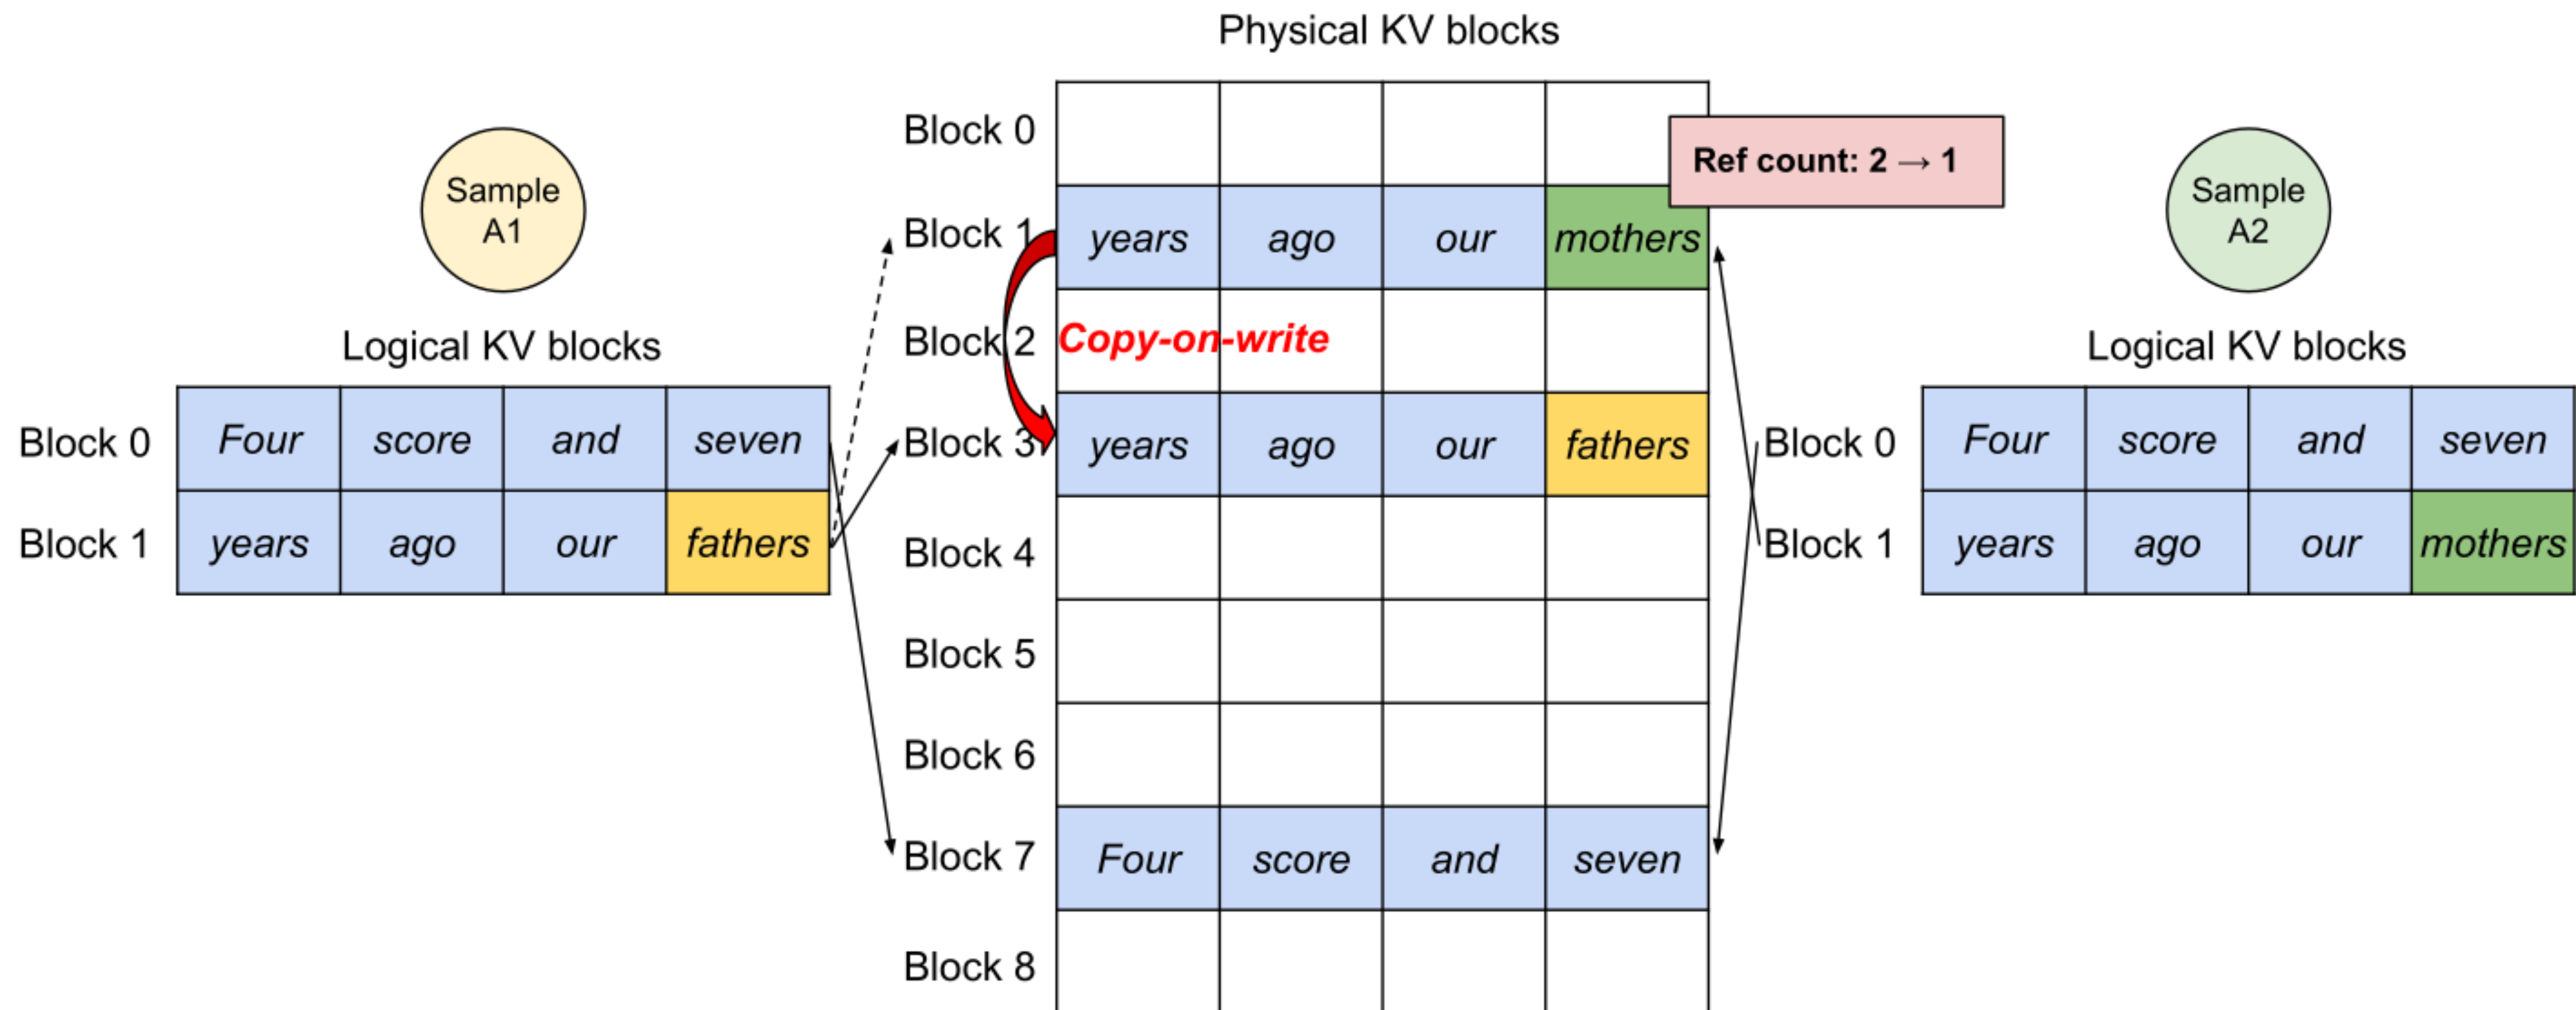 Physical KV blocks
Sample
A1
Logical KV blocks
Block 0 Four score and seven
Block 1 years ago our fathers
Block 0
Ref count: 2 → 1
Block 1 years ago our mothers
Block 2 Copy-on-write
Block 3 years ago our fathers
Block 4
Block 5
Block 6
Block 7 Four score and seven
Block 8
Sample
A2
Logical KV blocks
Block 0 Four score and seven
Block 1 years ago our mothers